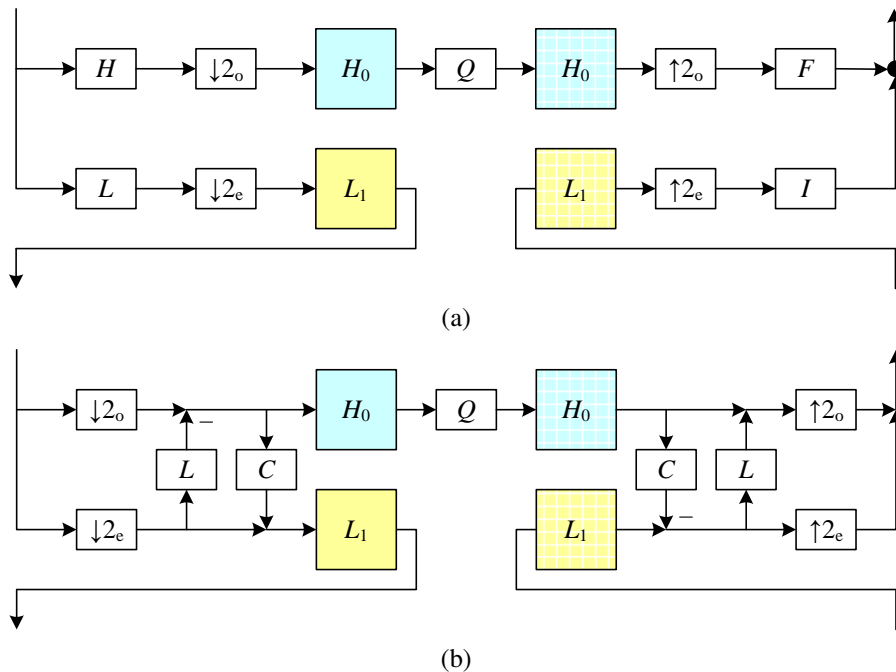 H ↓2ₒ H₀ Q H₀ ↑2ₒ F
L ↓2ₑ L₁ L₁ ↑2ₑ I
(a)
↓2ₒ – H₀ Q H₀ ↑2ₒ
L C C L
↓2ₑ L₁ L₁ – ↑2ₑ
(b)